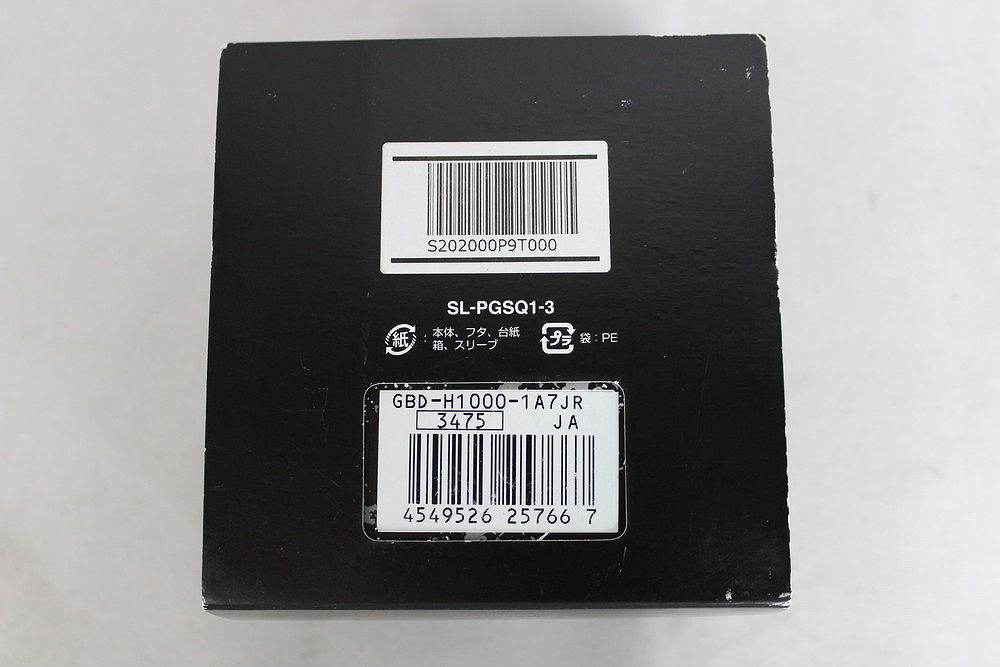 S202000P9T000
SL-PGSQ1-3
紙 : 本体、フタ、台紙
箱、スリーブ
プラ 袋 : PE
GBD-H1000-1A7JR
3475 JA
4549526 25766 7